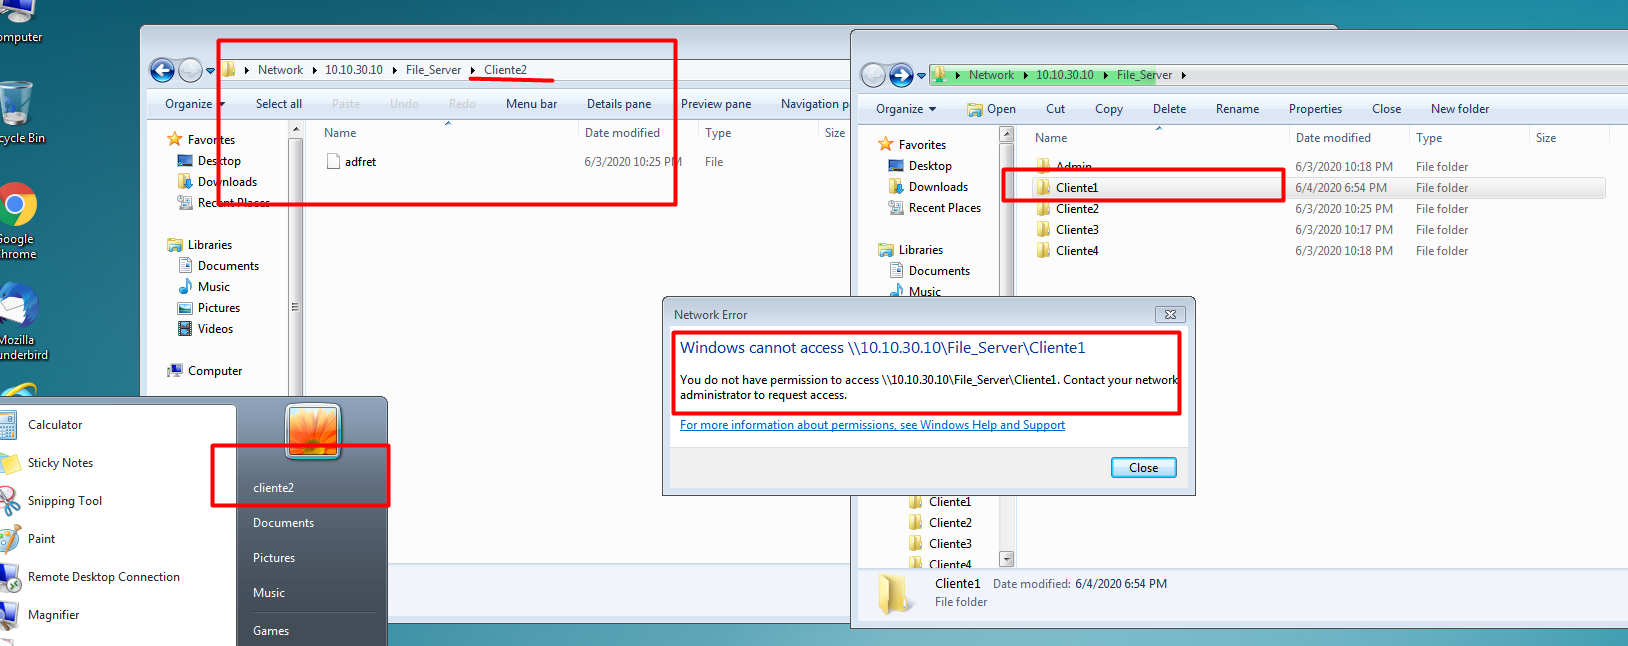 omputer
cycle Bin
Google
hrome
Mozilla
underbird
Network 10.10.30.10 File_Server Cliente2
Organize Select all Paste Undo Redo Menu bar Details pane Preview pane Navigation p
Favorites
Desktop
Downloads
Recent Places
Libraries
Documents
Music
Pictures
Videos
Computer
Name Date modified Type Size
adfret 6/3/2020 10:25 PM File
Network 10.10.30.10 File_Server
Organize Open Cut Copy Delete Rename Properties Close New folder
Favorites
Desktop
Downloads
Recent Places
Libraries
Documents
Music
Name Date modified Type Size
Admin 6/3/2020 10:18 PM File folder
Cliente1 6/4/2020 6:54 PM File folder
Cliente2 6/3/2020 10:25 PM File folder
Cliente3 6/3/2020 10:17 PM File folder
Cliente4 6/3/2020 10:18 PM File folder
Network Error
Windows cannot access \\10.10.30.10\File_Server\Cliente1
You do not have permission to access \\10.10.30.10\File_Server\Cliente1. Contact your network
administrator to request access.
For more information about permissions, see Windows Help and Support
Close
Cliente1
Cliente2
Cliente3
Cliente4
Cliente1 Date modified: 6/4/2020 6:54 PM
File folder
Calculator
Sticky Notes
Snipping Tool
Paint
Remote Desktop Connection
Magnifier
cliente2
Documents
Pictures
Music
Games